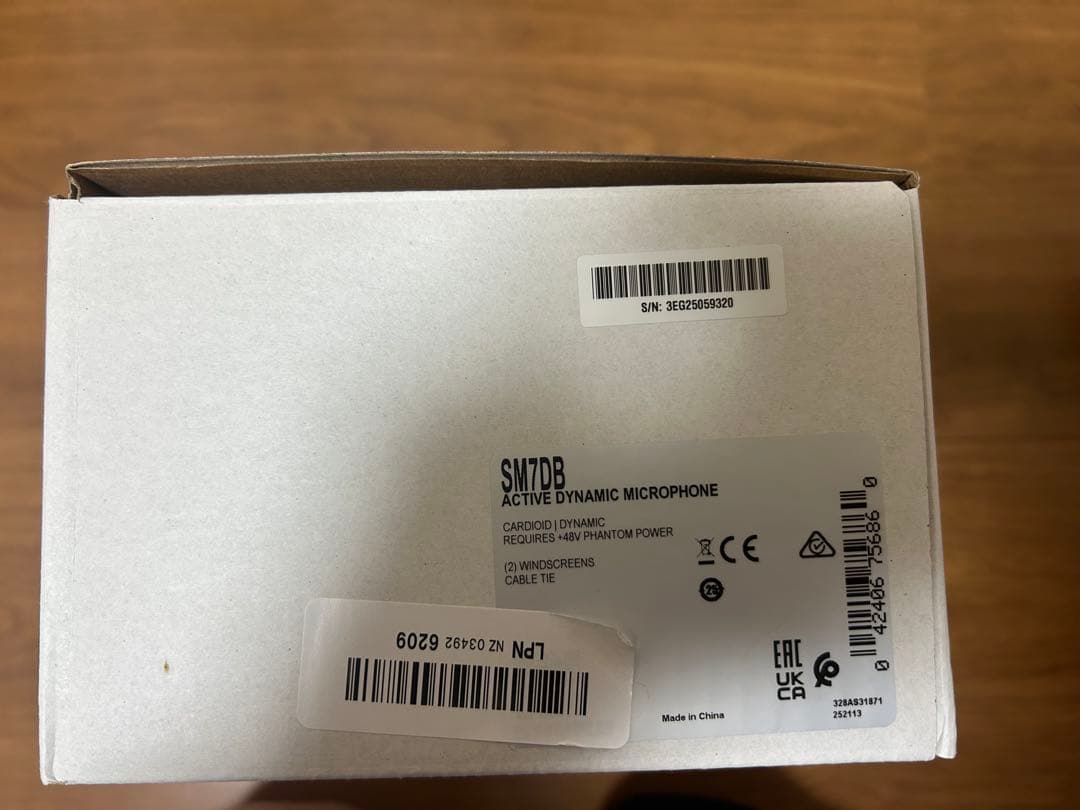 S/N: 3EG25059320
SM7DB
ACTIVE DYNAMIC MICROPHONE
CARDIOID | DYNAMIC
REQUIRES +48V PHANTOM POWER
(2) WINDSCREENS
CABLE TIE
CE
25
0 42406 75686 0
LPN NZ 03492 6209
EAC
UK
CA
Made in China
328AS31871
252113